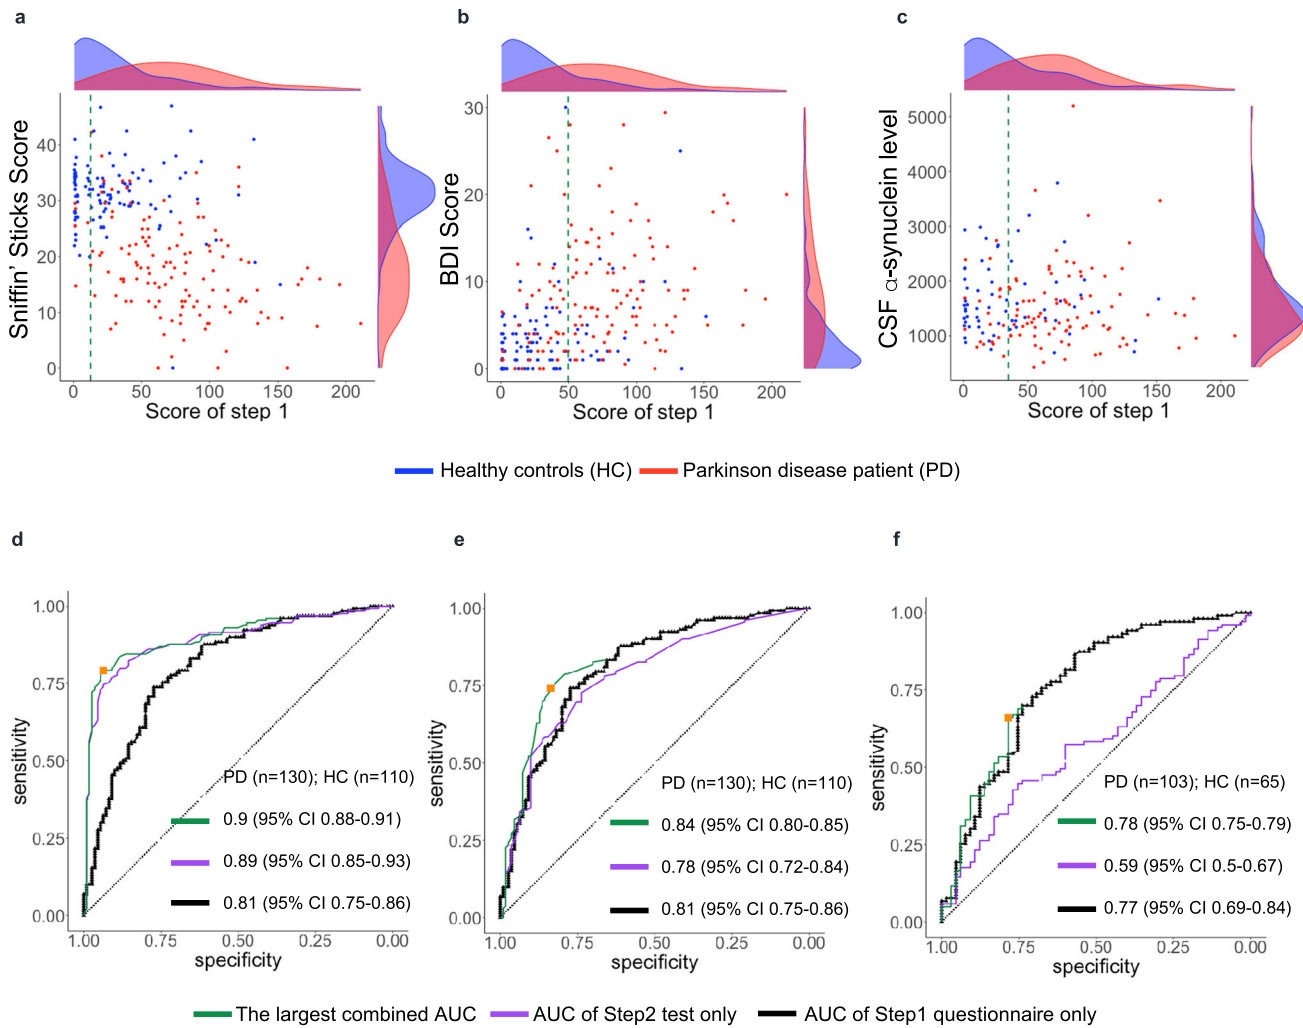 a
b
c
Sniffin' Sticks Score
40
30
20
10
0
0
50
100
150
200
Score of step 1
BDI Score
30
20
10
0
0
50
100
150
200
Score of step 1
CSF α-synuclein level
5000
4000
3000
2000
1000
0
50
100
150
200
Score of step 1
Healthy controls (HC)
Parkinson disease patient (PD)
d
e
f
sensitivity
1.00
0.75
0.50
0.25
0.00
PD (n=130); HC (n=110)
0.9 (95% CI 0.88-0.91)
0.89 (95% CI 0.85-0.93)
0.81 (95% CI 0.75-0.86)
1.00
0.75
0.50
0.25
0.00
specificity
sensitivity
1.00
0.75
0.50
0.25
0.00
PD (n=130); HC (n=110)
0.84 (95% CI 0.80-0.85)
0.78 (95% CI 0.72-0.84)
0.81 (95% CI 0.75-0.86)
1.00
0.75
0.50
0.25
0.00
specificity
sensitivity
1.00
0.75
0.50
0.25
0.00
PD (n=103); HC (n=65)
0.78 (95% CI 0.75-0.79)
0.59 (95% CI 0.5-0.67)
0.77 (95% CI 0.69-0.84)
1.00
0.75
0.50
0.25
0.00
specificity
The largest combined AUC
AUC of Step2 test only
AUC of Step1 questionnaire only